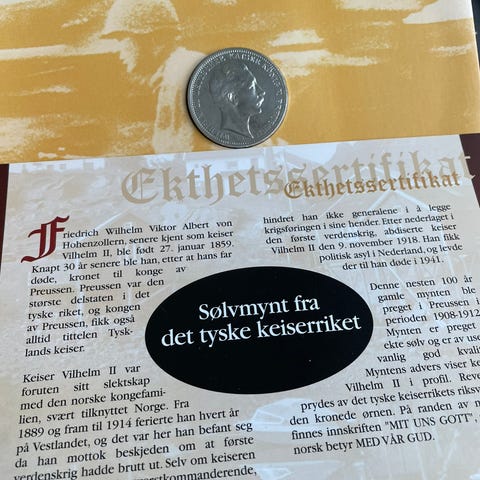 Ekthetssertifikat
Ekthetssertifikat
Friedrich Wilhelm Viktor Albert von
Hohenzollern, senere kjent som keiser
Vilhelm II, ble født 27. januar 1859.
Knapt 30 år senere ble han, etter at hans far
døde, kronet til konge av
Preussen. Preussen var den
største delstaten i det
tyske riket, og kongen
av Preussen, fikk også
alltid tittelen Tysk-
lands keiser.
Keiser Vilhelm II var
foruten sitt slektskap
med den norske kongefami-
lien, svært tilknyttet Norge. Fra
1889 og fram til 1914 ferierte han hvert år
på Vestlandet, og det var her han befant seg
da han mottok beskjeden om at første
verdenskrig hadde brutt ut. Selv om keiseren
Sølvmynt fra
det tyske keiserriket
hindret han ikke generalene i å legge
krigsføringen i sine hender. Etter nederlaget i
den første verdenskrig, abdiserte keiser
Vilhelm II den 9. november 1918. Han fikk
politisk asyl i Nederland, og levde
der til han døde i 1941.
Denne nesten 100 år
gamle mynten ble
preget i Preussen i
perioden 1908-1912
Mynten er preget
ekte sølv og er av us
vanlig god kvali
Myntens advers viser ke
Vilhelm II i profil. Reve
prydes av det tyske keiserrikets riksv
den kronede ørnen. På randen av m
finnes innskriften "MIT UNS GOTT",
norsk betyr MED VÅR GUD.